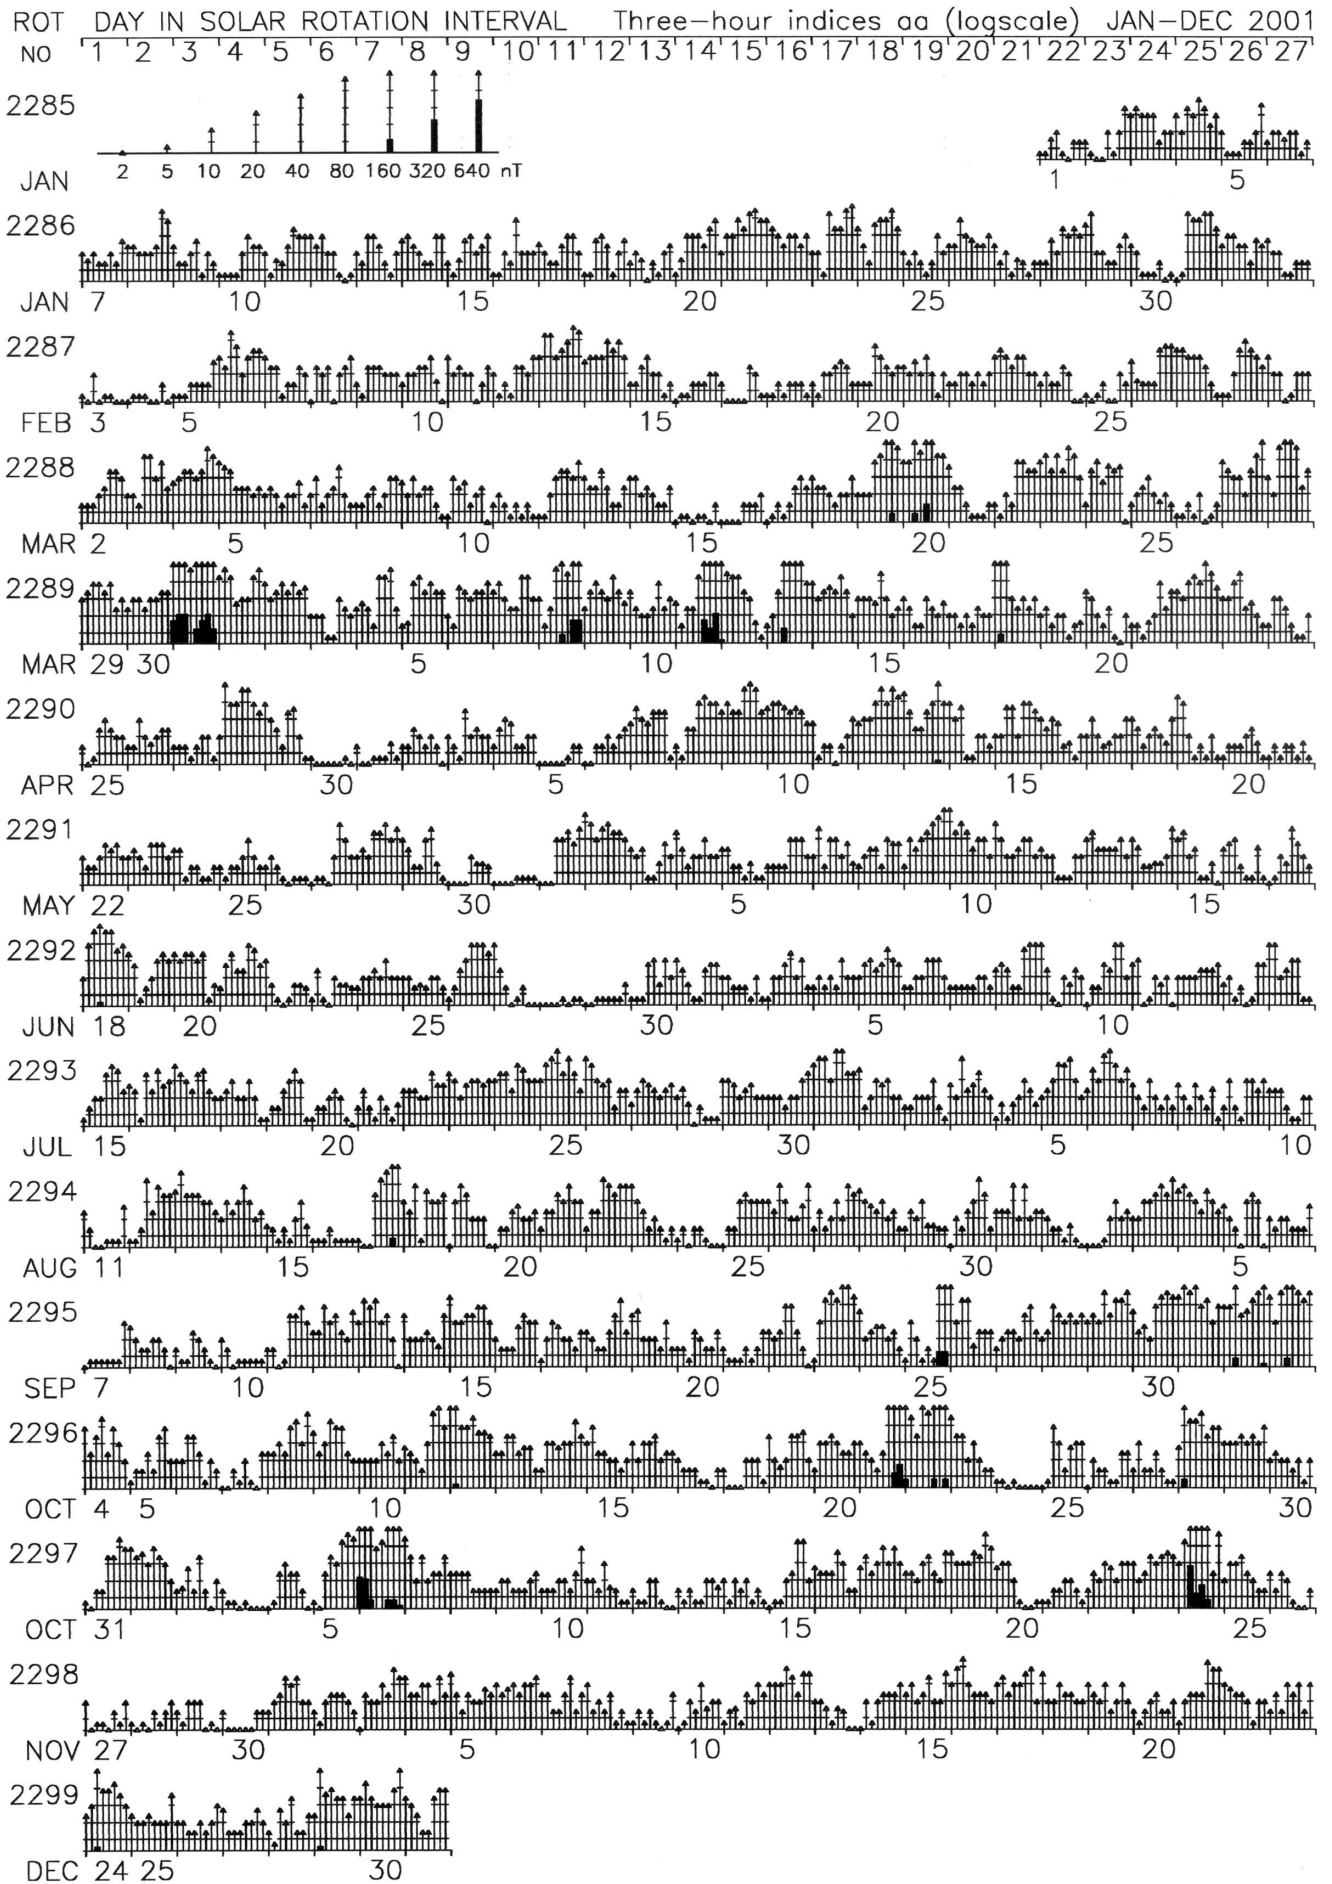 ROT DAY IN SOLAR ROTATION INTERVAL Three-hour indices aa (logscale) JAN-DEC 2001
NO 1 2 3 4 5 6 7 8 9 10 11 12 13 14 15 16 17 18 19 20 21 22 23 24 25 26 27
2285
2 5 10 20 40 80 160 320 640 nT
JAN 1 5
2286
JAN 7 10 15 20 25 30
2287
FEB 3 5 10 15 20 25
2288
MAR 2 5 10 15 20 25
2289
MAR 29 30 5 10 15 20
2290
APR 25 30 5 10 15 20
2291
MAY 22 25 30 5 10 15
2292
JUN 18 20 25 30 5 10
2293
JUL 15 20 25 30 5 10
2294
AUG 11 15 20 25 30 5
2295
SEP 7 10 15 20 25 30
2296
OCT 4 5 10 15 20 25 30
2297
OCT 31 5 10 15 20 25
2298
NOV 27 30 5 10 15 20
2299
DEC 24 25 30